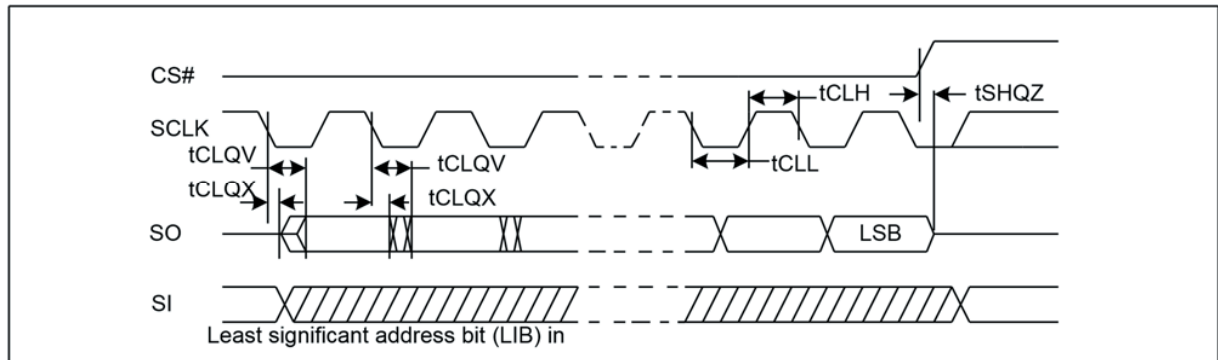 CS#
tCLH
tSHQZ
SCLK
tCLQV
tCLQV
tCLL
tCLQX
tCLQX
SO
LSB
SI
Least significant address bit (LIB) in